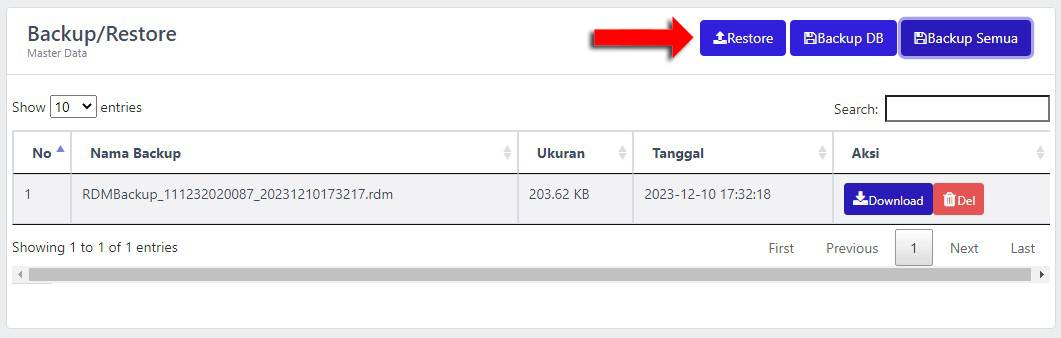 Backup/Restore
Master Data
Restore Backup DB Backup Semua
Show 10 entries
Search:
No Nama Backup Ukuran Tanggal Aksi
1 RDMBackup_111232020087_20231210173217.rdm 203.62 KB 2023-12-10 17:32:18 Download Del
Showing 1 to 1 of 1 entries
First Previous 1 Next Last